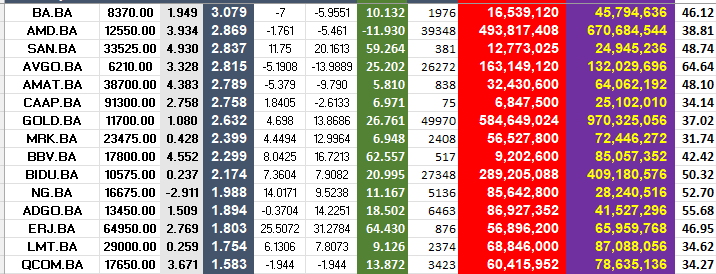 BA.BA 8370.00 1.949 3.079 -7 -5.9551 10.132 1976 16,539,120 45,794,636 46.12
AMD.BA 12550.00 3.934 2.869 -1.761 -5.461 -11.930 39348 493,817,408 670,684,544 38.81
SAN.BA 33525.00 4.930 2.837 11.75 20.1613 59.264 381 12,773,025 24,945,236 48.74
AVGO.BA 6210.00 3.328 2.815 -5.1908 -13.9889 25.202 26272 163,149,120 132,029,696 64.64
AMAT.BA 38700.00 4.383 2.789 -5.379 -9.790 5.810 838 32,430,600 64,062,192 48.10
CAAP.BA 91300.00 2.758 2.758 1.8405 -2.6133 6.971 75 6,847,500 25,102,010 34.14
GOLD.BA 11700.00 1.080 2.632 4.698 13.8686 26.761 49970 584,649,024 970,325,056 37.02
MRK.BA 23475.00 0.428 2.399 4.4494 12.9964 6.948 2408 56,527,800 72,446,272 31.74
BBV.BA 17800.00 4.552 2.299 8.0425 16.7213 62.557 517 9,202,600 85,057,352 42.42
BIDU.BA 10575.00 0.237 2.174 7.3604 7.9082 20.995 27348 289,205,088 409,180,576 50.32
NG.BA 16675.00 -2.911 1.988 14.0171 9.5238 11.167 5136 85,642,800 28,240,516 52.70
ADGO.BA 13450.00 1.509 1.894 -0.3704 14.2251 18.502 6463 86,927,352 41,527,296 55.68
ERJ.BA 64950.00 2.769 1.803 25.5072 31.2784 64.430 876 56,896,200 65,959,768 46.95
LMT.BA 29000.00 0.259 1.754 6.1306 7.8073 9.126 2374 68,846,000 87,088,056 34.62
QCOM.BA 17650.00 3.671 1.583 -1.944 -1.944 13.872 3423 60,415,952 78,635,136 34.27